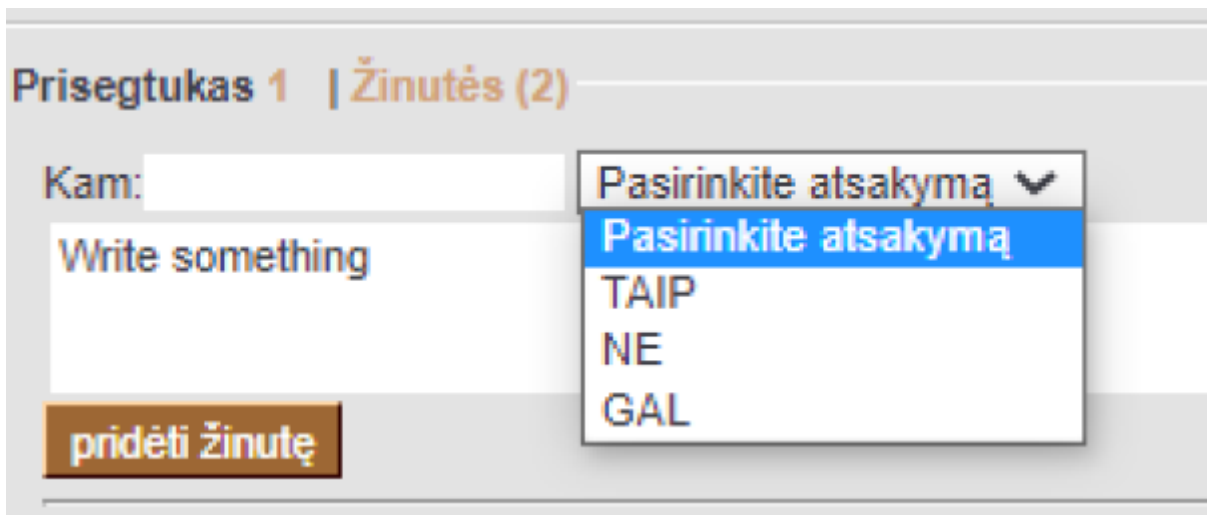 Prisegtukas 1 | Žinutės (2)
Kam: Pasirinkite atsakymą
Write something
Pasirinkite atsakymą
TAIP
NE
GAL
pridėti žinutę